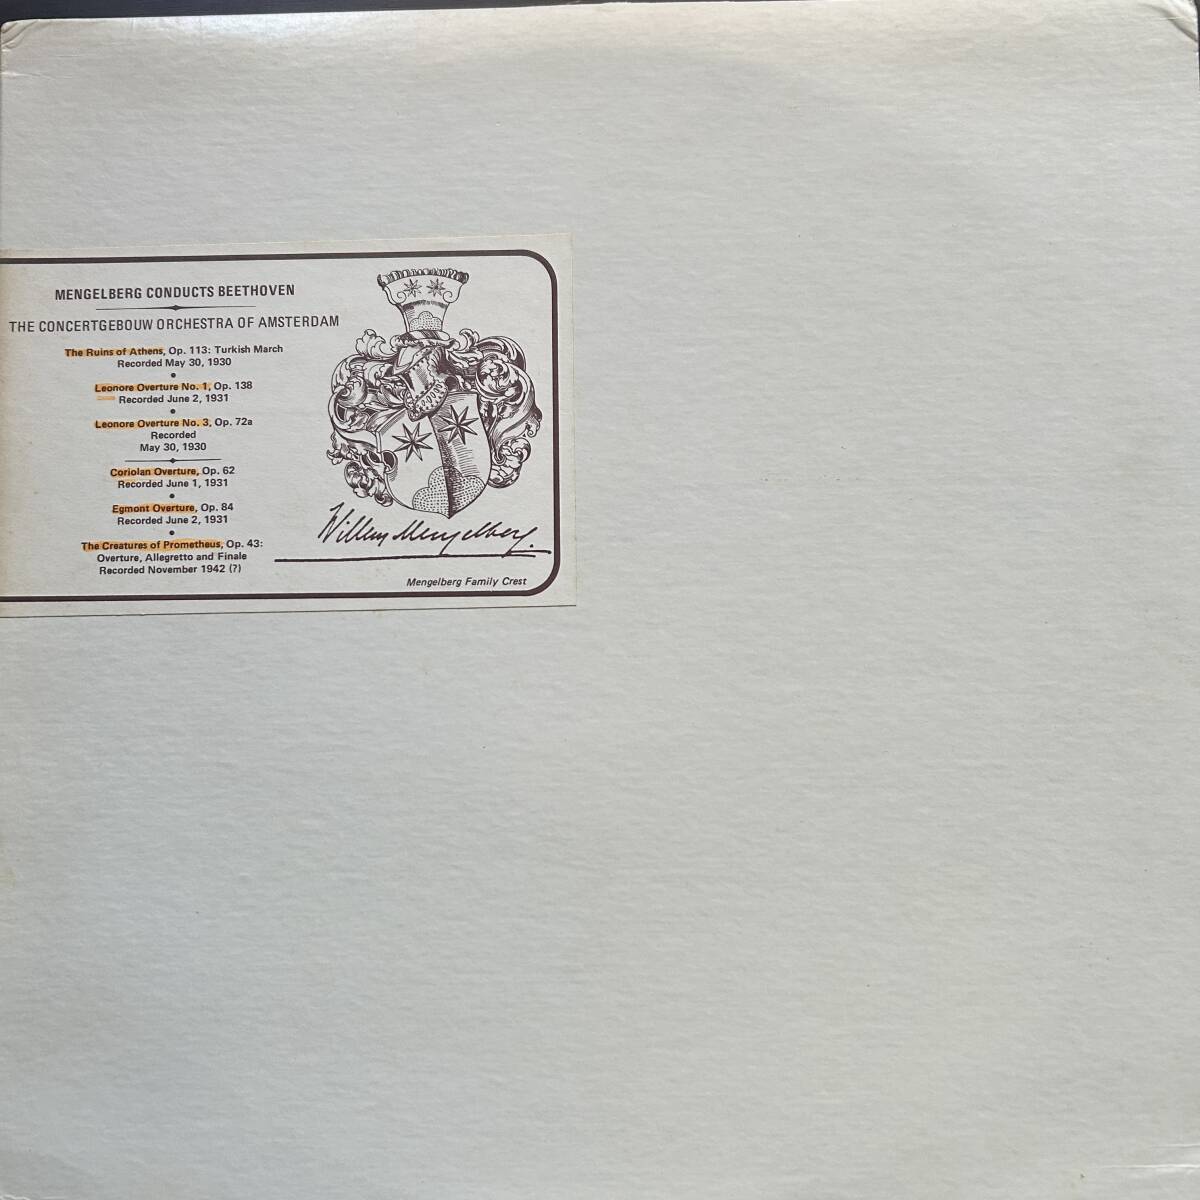 MENGELBERG CONDUCTS BEETHOVEN
THE CONCERTGEBOUW ORCHESTRA OF AMSTERDAM
The Ruins of Athens, Op. 113: Turkish March
Recorded May 30, 1930
Leonore Overture No. 1, Op. 138
Recorded June 2, 1931
Leonore Overture No. 3, Op. 72a
Recorded
May 30, 1930
Coriolan Overture, Op. 62
Recorded June 1, 1931
Egmont Overture, Op. 84
Recorded June 2, 1931
The Creatures of Prometheus, Op. 43:
Overture, Allegretto and Finale
Recorded November 1942 (?)
Willem Mengelberg.
Mengelberg Family Crest